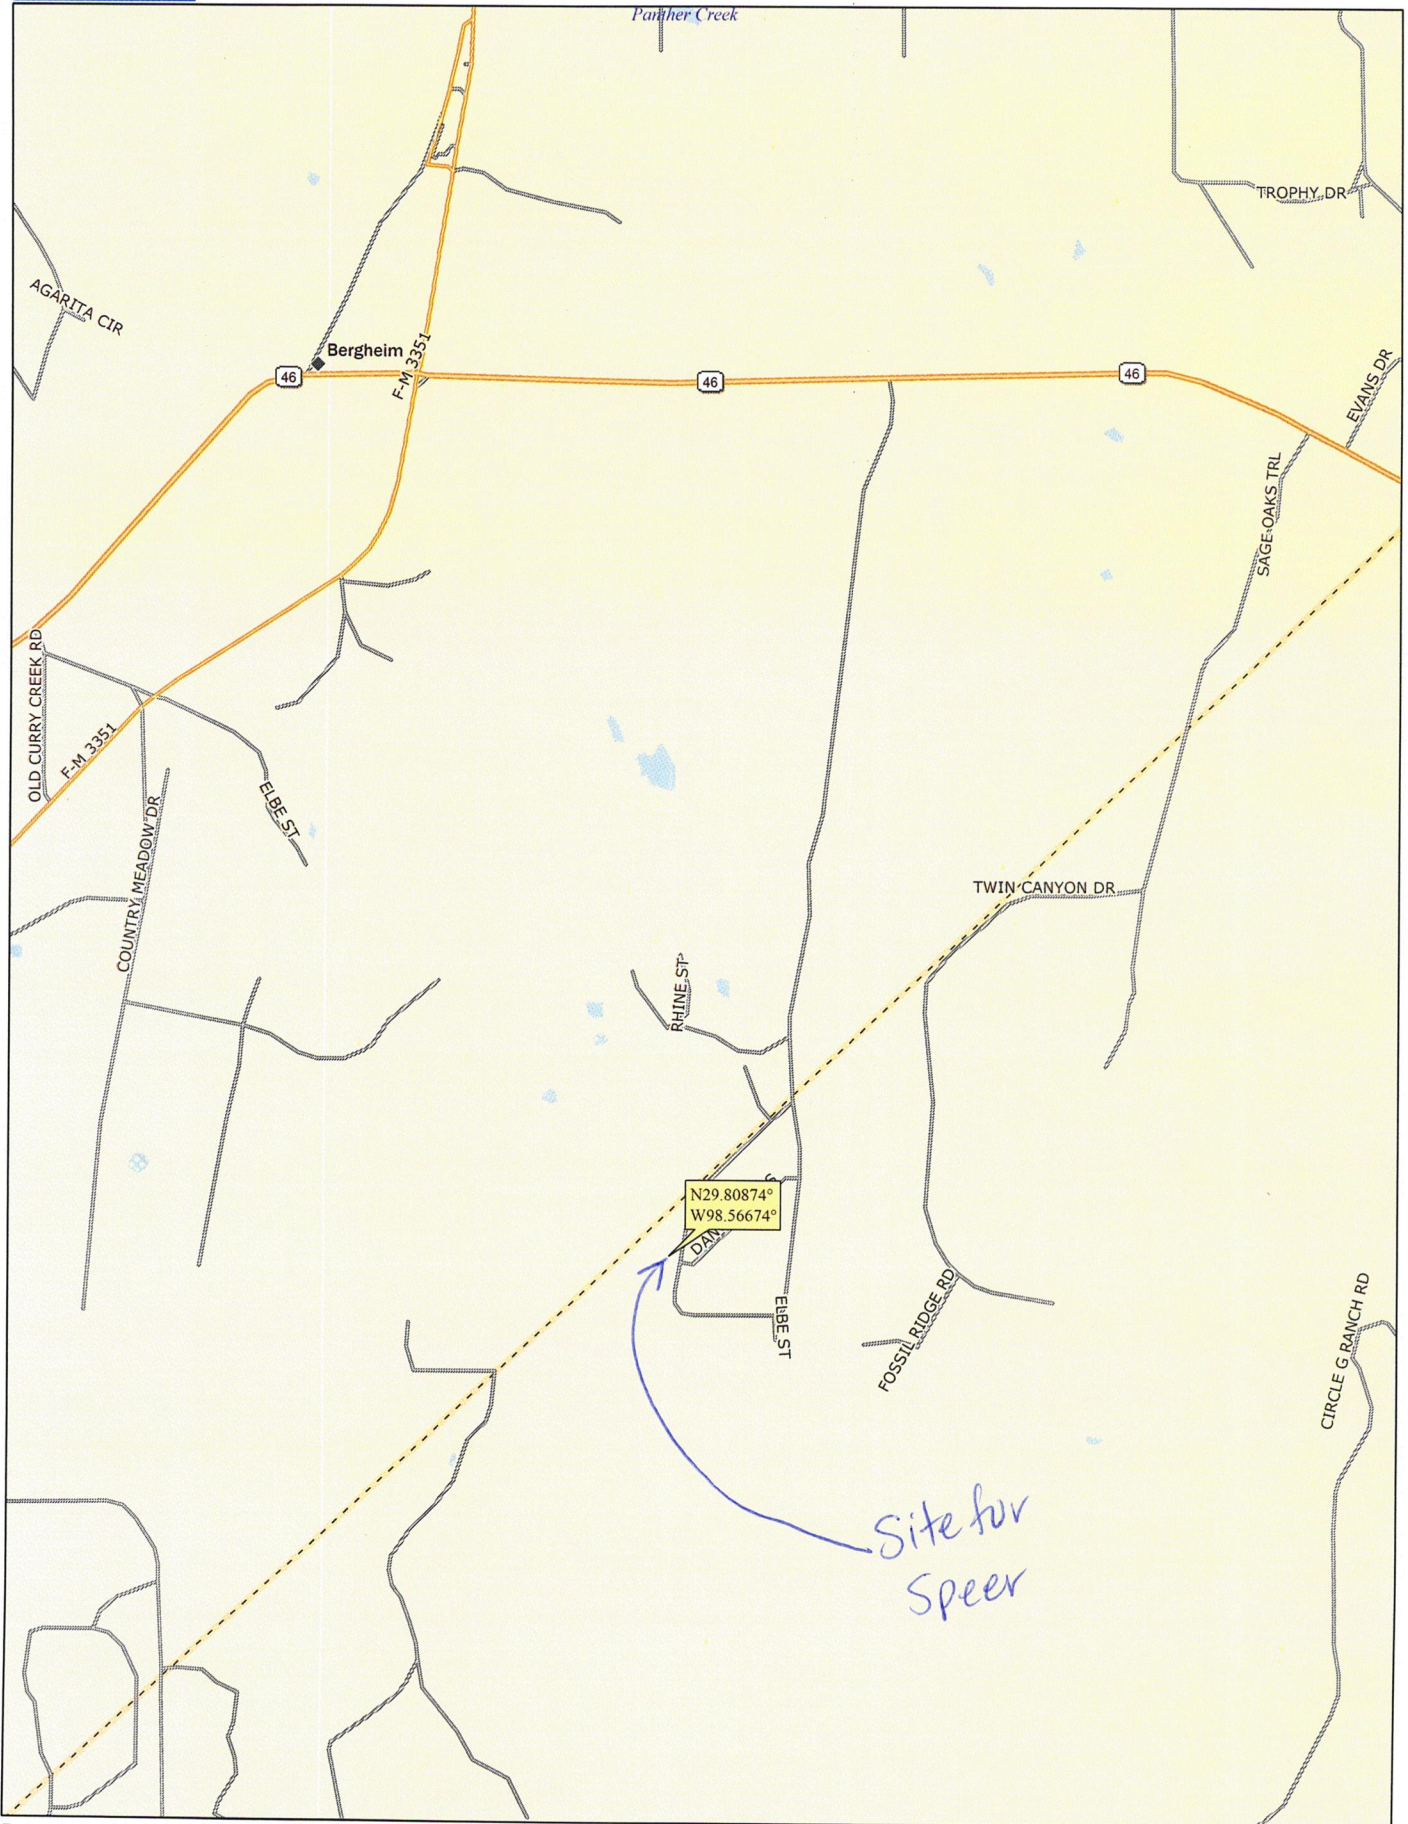 Panther Creek
TROPHY DR
AGARITA CIR
Bergheim
F-M 3351
46
46
46
EVANS DR
SAGE OAKS TRL
OLD CURRY CREEK RD
F-M 3351
ELBE ST
COUNTRY MEADOW DR
TWIN CANYON DR
RHINE ST
N29.80874°
W98.56674°
DAN
ELBE ST
FOSSIL RIDGE RD
CIRCLE G RANCH RD
Site for
Speer